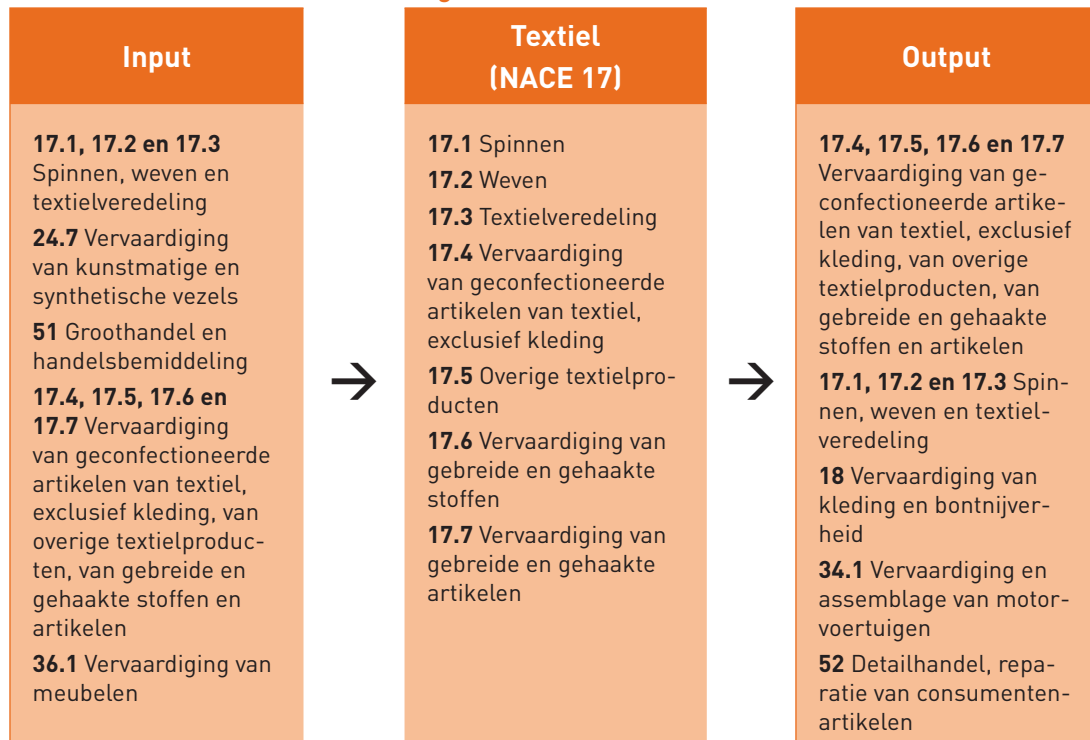 Input
17.1, 17.2 en 17.3
Spinnen, weven en
textielveredeling
24.7 Vervaardiging
van kunstmatige en
synthetische vezels
51 Groothandel en
handelsbemiddeling
17.4, 17.5, 17.6 en
17.7 Vervaardiging
van geconfectioneerde
artikelen van textiel,
exclusief kleding, van
overige textielproduc-
ten, van gebreide en
gehaakte stoffen en
artikelen
36.1 Vervaardiging van
meubelen
→
Textiel
(NACE 17)
17.1 Spinnen
17.2 Weven
17.3 Textielveredeling
17.4 Vervaardiging
van geconfectioneerde
artikelen van textiel,
exclusief kleding
17.5 Overige textielpro-
ducten
17.6 Vervaardiging van
gebreide en gehaakte
stoffen
17.7 Vervaardiging van
gebreide en gehaakte
artikelen
→
Output
17.4, 17.5, 17.6 en 17.7
Vervaardiging van ge-
confectioneerde artike-
len van textiel, exclusief
kleding, van overige
textielproducten, van
gebreide en gehaakte
stoffen en artikelen
17.1, 17.2 en 17.3 Spin-
nen, weven en textiel-
veredeling
18 Vervaardiging van
kleding en bontnijver-
heid
34.1 Vervaardiging en
assemblage van motor-
voertuigen
52 Detailhandel, repa-
ratie van consumenten-
artikelen